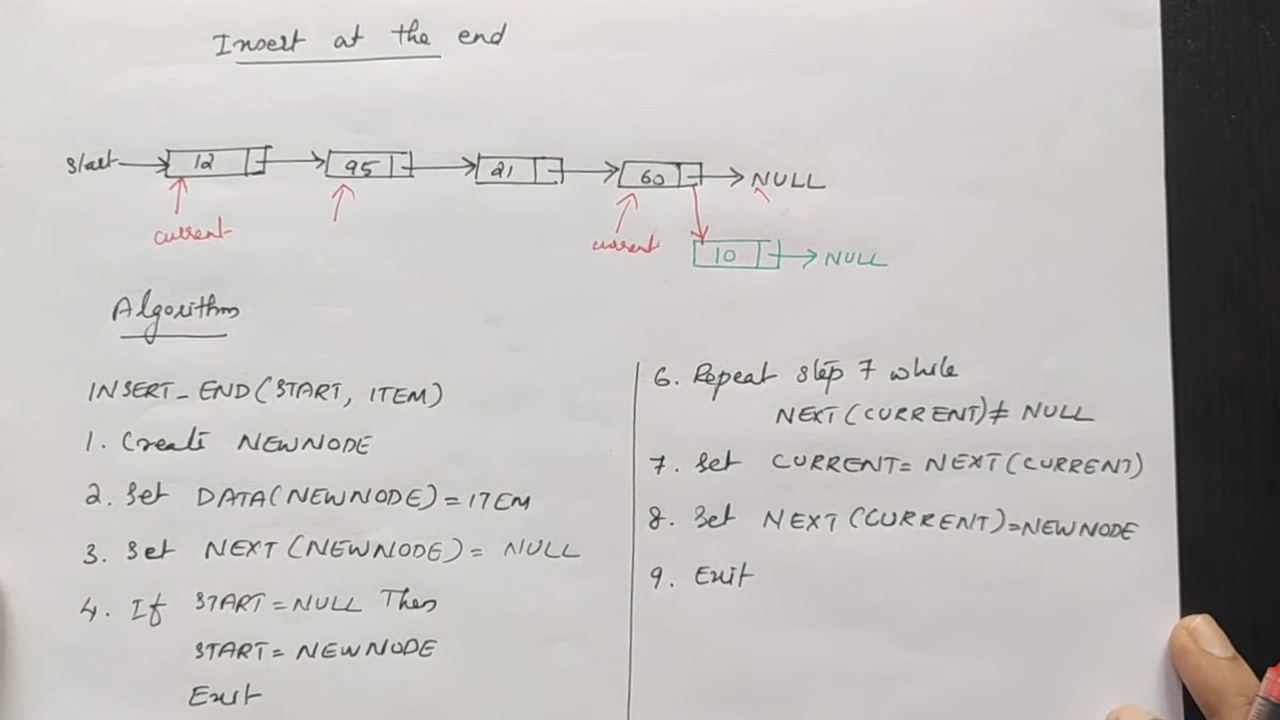 Insert at the end
Start 12 95 21 60 NULL
current current
10 NULL
Algorithm
INSERT_END(START, ITEM)
1. Create NEWNODE
2. Set DATA(NEWNODE) = ITEM
3. Set NEXT(NEWNODE) = NULL
4. If START = NULL Then
START = NEWNODE
Exit
6. Repeat step 7 while
NEXT(CURRENT) ≠ NULL
7. Set CURRENT = NEXT(CURRENT)
8. Set NEXT(CURRENT) = NEWNODE
9. Exit